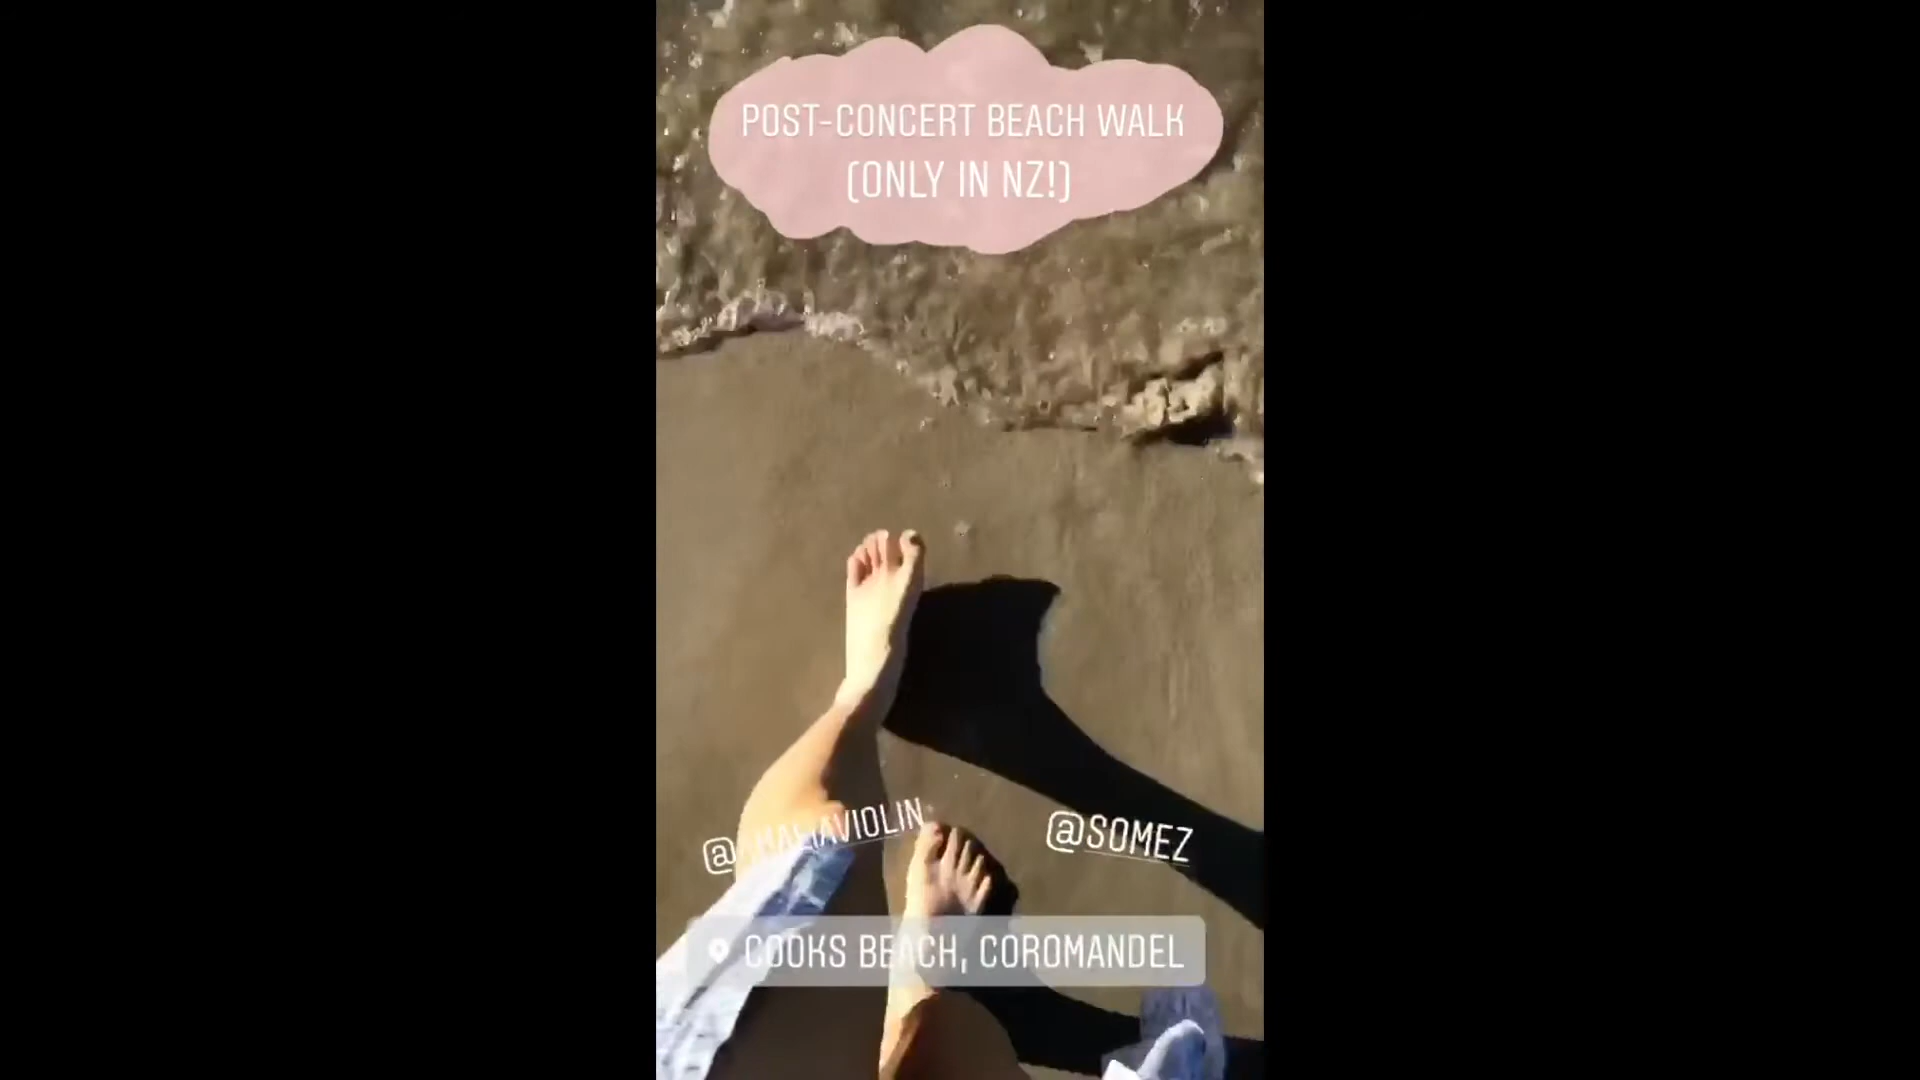 POST-CONCERT BEACH WALK
(ONLY IN NZ!)
@SOMEZ
COOKS BEACH, COROMANDEL